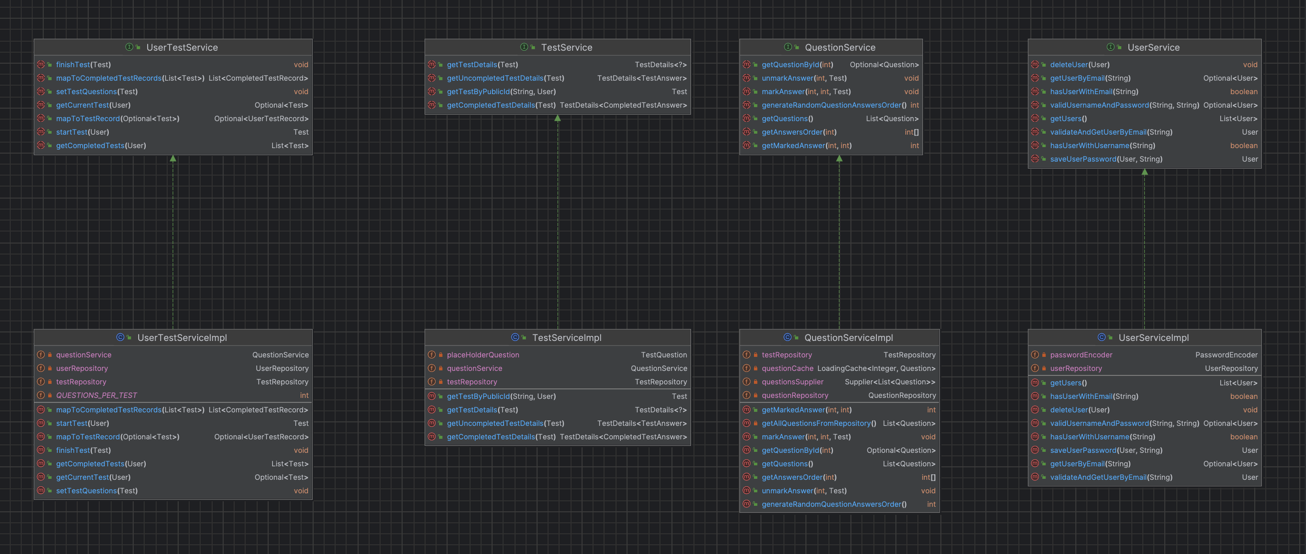 UserTestService
finishTest(Test) void
mapToCompletedTestRecords(List<Test>) List<CompletedTestRecord>
setTestQuestions(Test) void
getCurrentTest(User) Optional<Test>
mapToTestRecord(Optional<Test>) Optional<UserTestRecord>
startTest(User) Test
getCompletedTests(User) List<Test>
TestService
getTestDetails(Test) TestDetails<?>
getUncompletedTestDetails(Test) TestDetails<TestAnswer>
getTestByPublicId(String, User) Test
getCompletedTestDetails(Test) TestDetails<CompletedTestAnswer>
QuestionService
getQuestionById(int) Optional<Question>
unmarkAnswer(int, Test) void
markAnswer(int, int, Test) void
generateRandomQuestionAnswersOrder() int
getQuestions() List<Question>
getAnswersOrder(int) int[]
getMarkedAnswer(int, int) int
UserService
deleteUser(User) void
getUserByEmail(String) Optional<User>
hasUserWithEmail(String) boolean
validUsernameAndPassword(String, String) Optional<User>
getUsers() List<User>
validateAndGetUserByEmail(String) User
hasUserWithUsername(String) boolean
saveUserPassword(User, String) User
UserTestServiceImpl
questionService QuestionService
userRepository UserRepository
testRepository TestRepository
QUESTIONS_PER_TEST int
mapToCompletedTestRecords(List<Test>) List<CompletedTestRecord>
startTest(User) Test
mapToTestRecord(Optional<Test>) Optional<UserTestRecord>
finishTest(Test) void
getCompletedTests(User) List<Test>
getCurrentTest(User) Optional<Test>
setTestQuestions(Test) void
TestServiceImpl
placeHolderQuestion TestQuestion
questionService QuestionService
testRepository TestRepository
getTestByPublicId(String, User) Test
getTestDetails(Test) TestDetails<?>
getUncompletedTestDetails(Test) TestDetails<TestAnswer>
getCompletedTestDetails(Test) TestDetails<CompletedTestAnswer>
QuestionServiceImpl
testRepository TestRepository
questionCache LoadingCache<Integer, Question>
questionsSupplier Supplier<List<Question>>
questionRepository QuestionRepository
getMarkedAnswer(int, int) int
getAllQuestionsFromRepository() List<Question>
markAnswer(int, int, Test) void
getQuestionById(int) Optional<Question>
getQuestions() List<Question>
getAnswersOrder(int) int[]
unmarkAnswer(int, Test) void
generateRandomQuestionAnswersOrder() int
UserServiceImpl
passwordEncoder PasswordEncoder
userRepository UserRepository
getUsers() List<User>
hasUserWithEmail(String) boolean
deleteUser(User) void
validUsernameAndPassword(String, String) Optional<User>
hasUserWithUsername(String) boolean
saveUserPassword(User, String) User
getUserByEmail(String) Optional<User>
validateAndGetUserByEmail(String) User